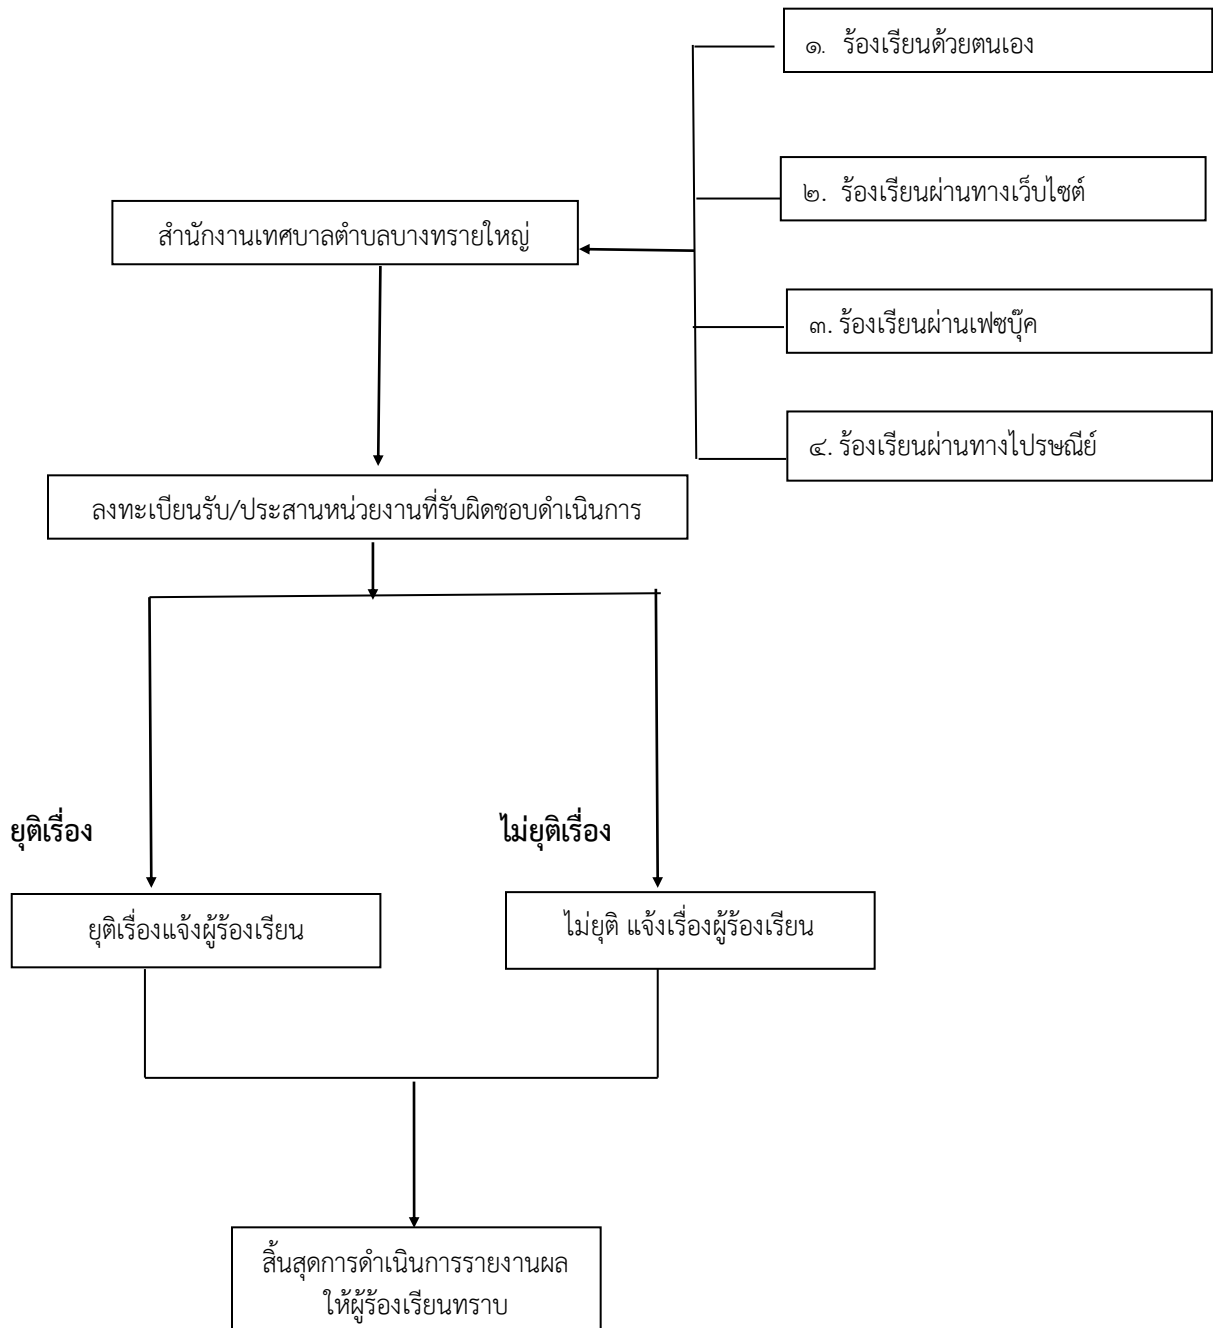 ๑. ร้องเรียนด้วยตนเอง
๒. ร้องเรียนผ่านทางเว็บไซต์
สำนักงานเทศบาลตำบลบางทรายใหญ่
๓. ร้องเรียนผ่านเฟซบุ๊ค
๔. ร้องเรียนผ่านทางไปรษณีย์
ลงทะเบียนรับ/ประสานหน่วยงานที่รับผิดชอบดำเนินการ
ยุติเรื่อง
ไม่ยุติเรื่อง
ยุติเรื่องแจ้งผู้ร้องเรียน
ไม่ยุติ แจ้งเรื่องผู้ร้องเรียน
สิ้นสุดการดำเนินการรายงานผล
ให้ผู้ร้องเรียนทราบ